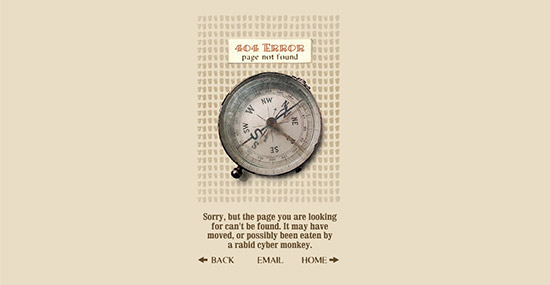 404 Error
page not found
NW
W
N
NE
WSW
S
SE
Sorry, but the page you are looking
for can't be found. It may have
moved, or possibly been eaten by
a rabid cyber monkey.
BACK EMAIL HOME